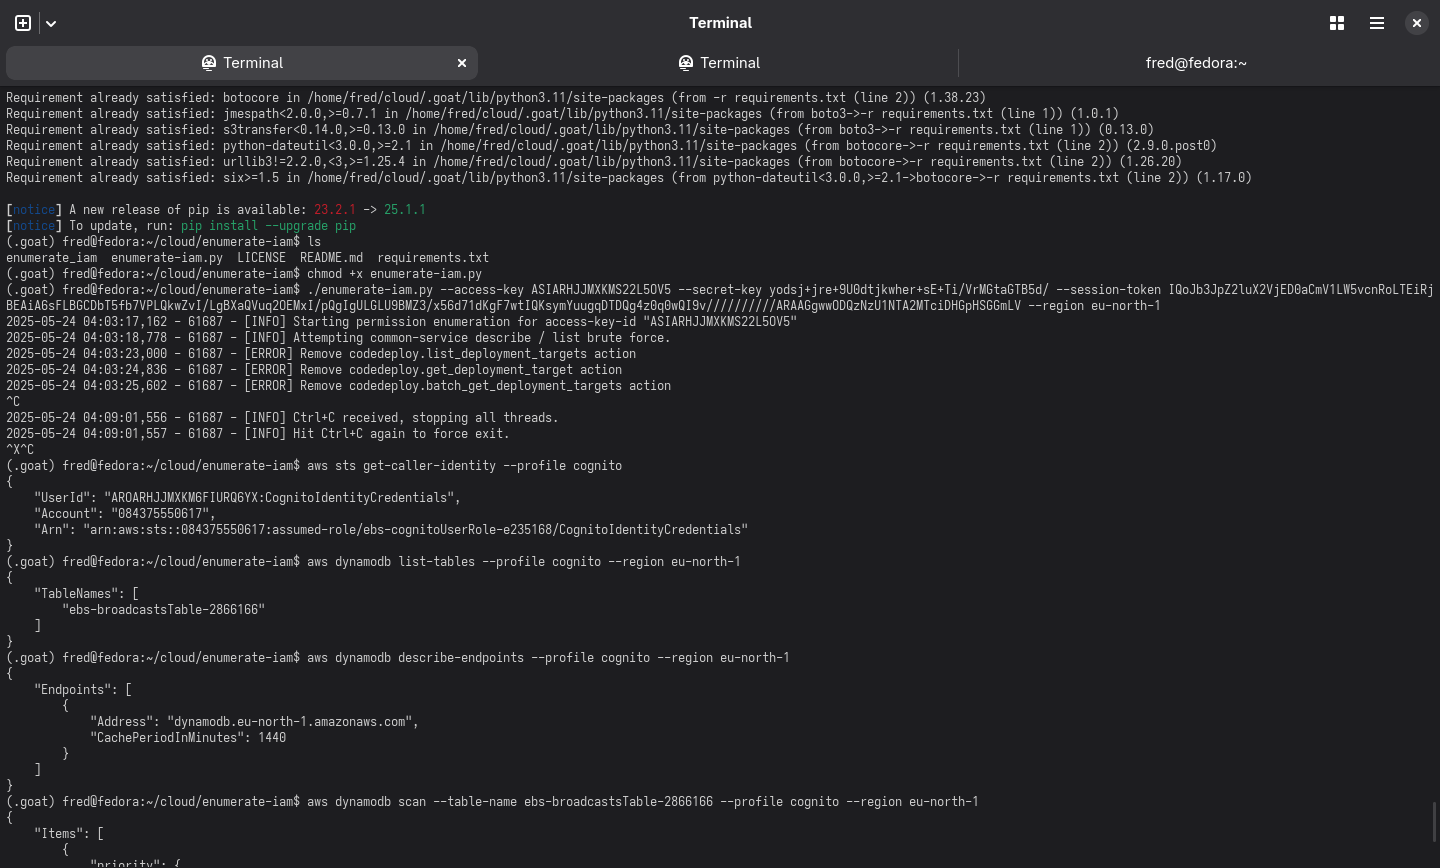 Terminal
Terminal
Terminal
fred@fedora:~
Requirement already satisfied: botocore in /home/fred/cloud/.goat/lib/python3.11/site-packages (from -r requirements.txt (line 2)) (1.38.23)
Requirement already satisfied: jmespath<2.0.0,>=0.7.1 in /home/fred/cloud/.goat/lib/python3.11/site-packages (from boto3->-r requirements.txt (line 1)) (1.0.1)
Requirement already satisfied: s3transfer<0.14.0,>=0.13.0 in /home/fred/cloud/.goat/lib/python3.11/site-packages (from boto3->-r requirements.txt (line 1)) (0.13.0)
Requirement already satisfied: python-dateutil<3.0.0,>=2.1 in /home/fred/cloud/.goat/lib/python3.11/site-packages (from botocore->-r requirements.txt (line 2)) (2.9.0.post0)
Requirement already satisfied: urllib3!=2.2.0,<3,>=1.25.4 in /home/fred/cloud/.goat/lib/python3.11/site-packages (from botocore->-r requirements.txt (line 2)) (1.26.20)
Requirement already satisfied: six>=1.5 in /home/fred/cloud/.goat/lib/python3.11/site-packages (from python-dateutil<3.0.0,>=2.1->botocore->-r requirements.txt (line 2)) (1.17.0)
[notice] A new release of pip is available: 23.2.1 -> 25.1.1
[notice] To update, run: pip install --upgrade pip
(.goat) fred@fedora:~/cloud/enumerate-iam$ ls
enumerate_iam  enumerate-iam.py  LICENSE  README.md  requirements.txt
(.goat) fred@fedora:~/cloud/enumerate-iam$ chmod +x enumerate-iam.py
(.goat) fred@fedora:~/cloud/enumerate-iam$ ./enumerate-iam.py --access-key ASIARHJJMXKMS22L5OV5 --secret-key yodsj+jre+9U0dtjkwher+sE+Ti/VrMGtaGTB5d/ --session-token IQoJb3JpZ2luX2VjED0aCmV1LW5vcnRoLTEiRj
BEAiA6sFLBGCDbT5fb7VPLQkwZvI/LgBXaQVuq2OEMxI/pQgIgULGLU9BMZ3/x56d71dKgF7wtIQKsymYuugqDTDQg4z0q0wQI9v//////////ARAAGgwwODQzNzU1NTA2MTciDHGpHSGGmLV --region eu-north-1
2025-05-24 04:03:17,162 - 61687 - [INFO] Starting permission enumeration for access-key-id "ASIARHJJMXKMS22L5OV5"
2025-05-24 04:03:18,778 - 61687 - [INFO] Attempting common-service describe / list brute force.
2025-05-24 04:03:23,000 - 61687 - [ERROR] Remove codedeploy.list_deployment_targets action
2025-05-24 04:03:24,836 - 61687 - [ERROR] Remove codedeploy.get_deployment_target action
2025-05-24 04:03:25,602 - 61687 - [ERROR] Remove codedeploy.batch_get_deployment_targets action
^C
2025-05-24 04:09:01,556 - 61687 - [INFO] Ctrl+C received, stopping all threads.
2025-05-24 04:09:01,557 - 61687 - [INFO] Hit Ctrl+C again to force exit.
^X^C
(.goat) fred@fedora:~/cloud/enumerate-iam$ aws sts get-caller-identity --profile cognito
{
    "UserId": "AROARHJJMXKM6FIURQ6YX:CognitoIdentityCredentials",
    "Account": "084375550617",
    "Arn": "arn:aws:sts::084375550617:assumed-role/ebs-cognitoUserRole-e235168/CognitoIdentityCredentials"
}
(.goat) fred@fedora:~/cloud/enumerate-iam$ aws dynamodb list-tables --profile cognito --region eu-north-1
{
    "TableNames": [
        "ebs-broadcastsTable-2866166"
    ]
}
(.goat) fred@fedora:~/cloud/enumerate-iam$ aws dynamodb describe-endpoints --profile cognito --region eu-north-1
{
    "Endpoints": [
        {
            "Address": "dynamodb.eu-north-1.amazonaws.com",
            "CachePeriodInMinutes": 1440
        }
    ]
}
(.goat) fred@fedora:~/cloud/enumerate-iam$ aws dynamodb scan --table-name ebs-broadcastsTable-2866166 --profile cognito --region eu-north-1
{
    "Items": [
        {
            "priority": {